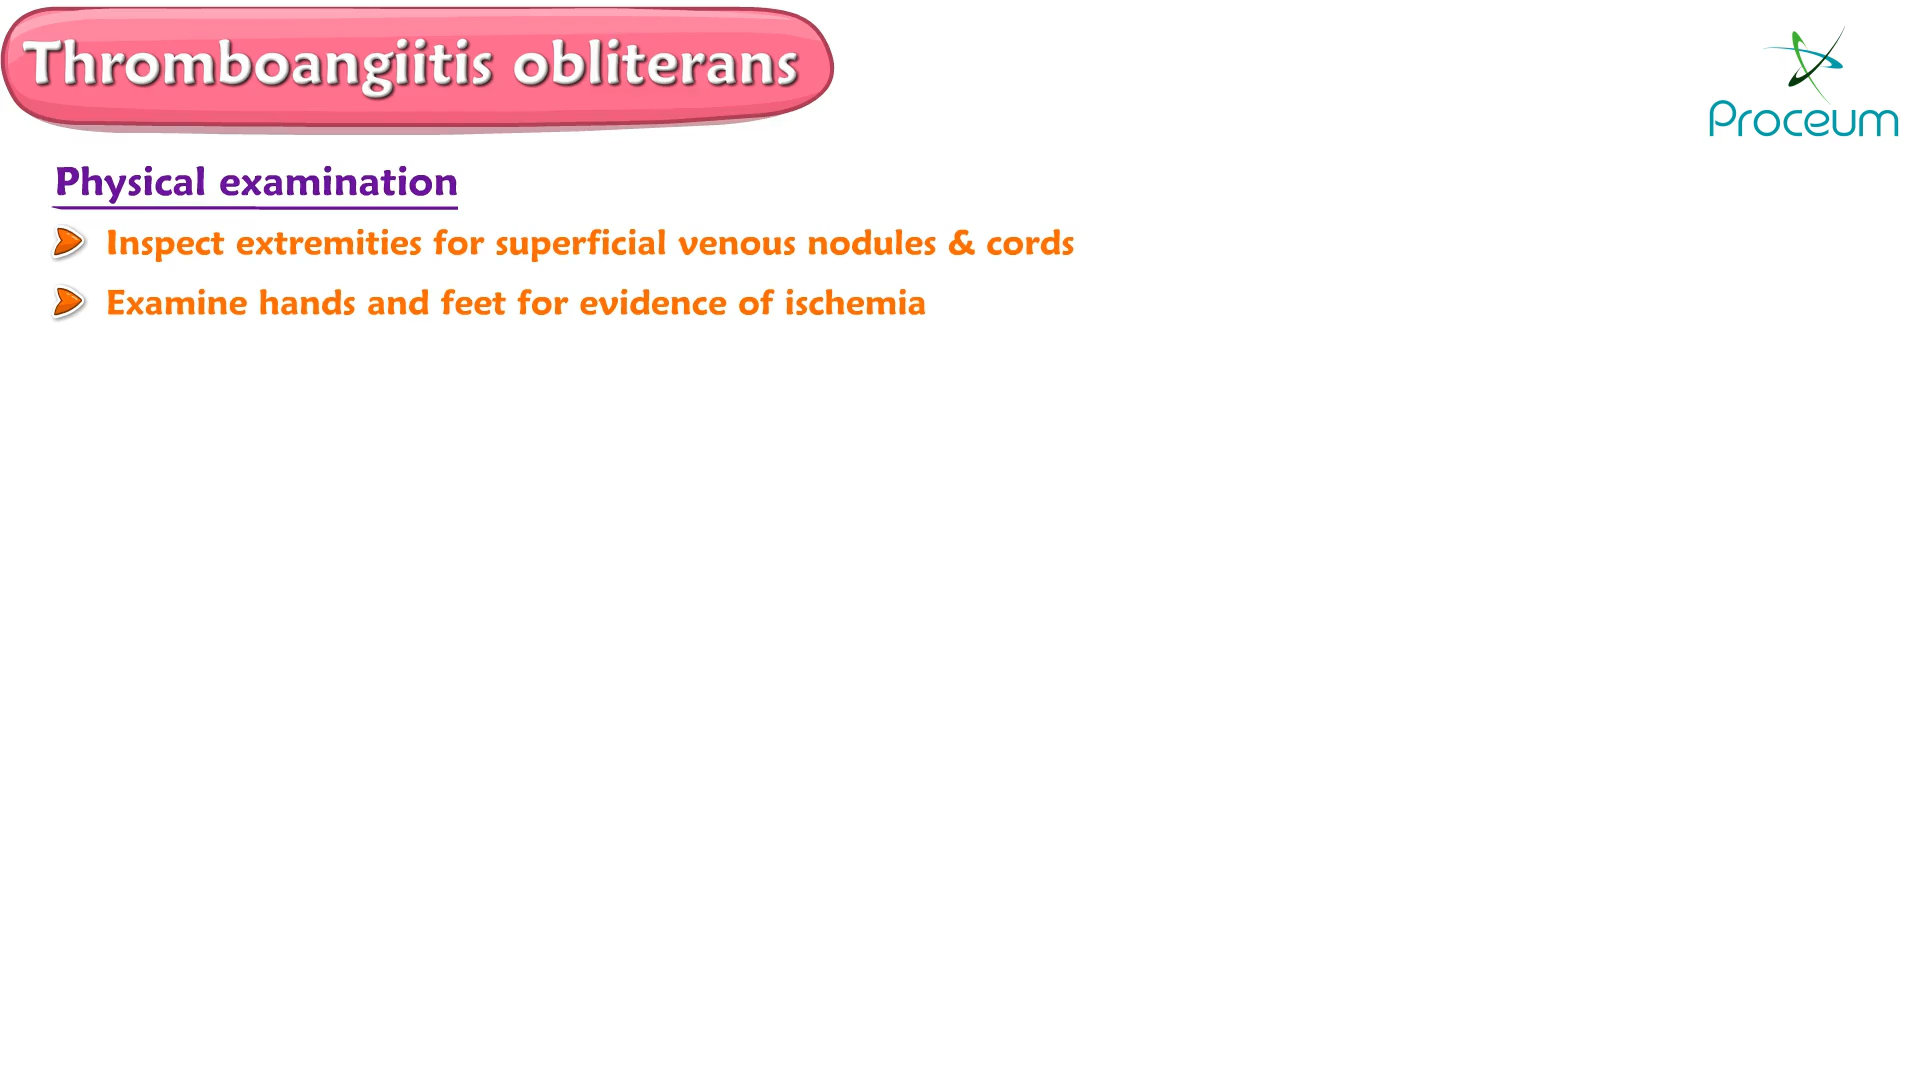 Thromboangiitis obliterans
Proceum
Physical examination
Inspect extremities for superficial venous nodules & cords
Examine hands and feet for evidence of ischemia